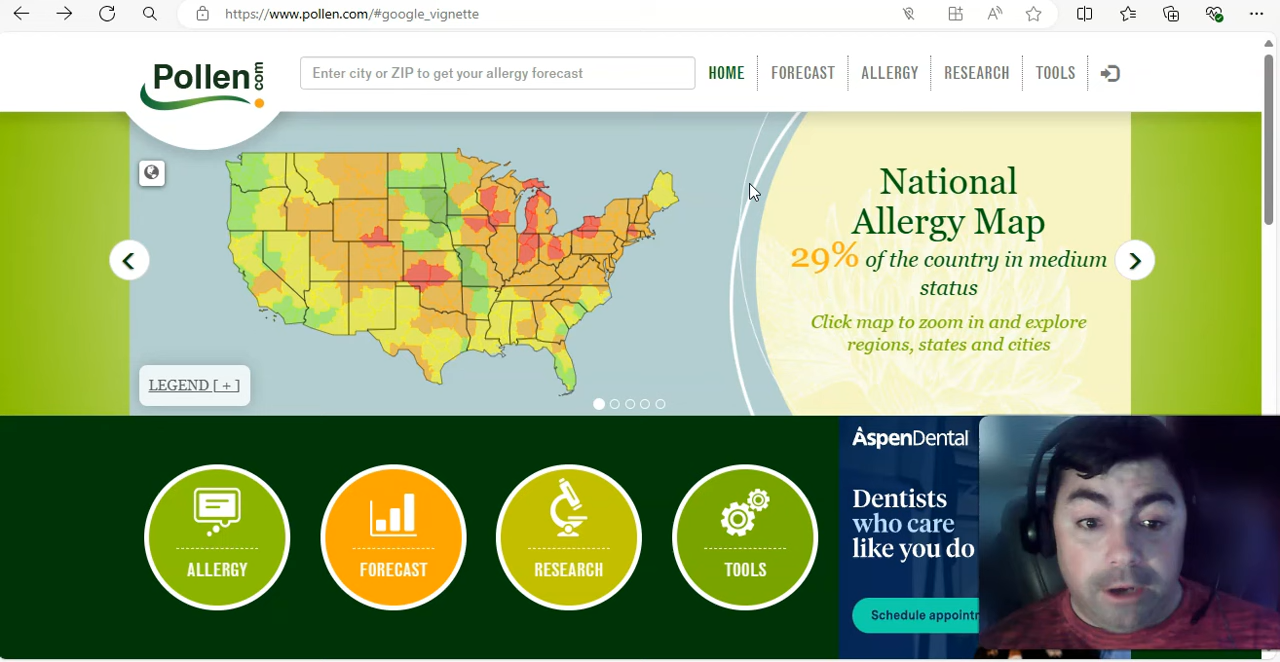 https://www.pollen.com/#google_vignette
Pollen.com
Enter city or ZIP to get your allergy forecast
HOME
FORECAST
ALLERGY
RESEARCH
TOOLS
National
Allergy Map
29% of the country in medium
status
Click map to zoom in and explore
regions, states and cities
LEGEND [ + ]
ALLERGY
FORECAST
RESEARCH
TOOLS
AspenDental
Dentists
who care
like you do
Schedule appointm